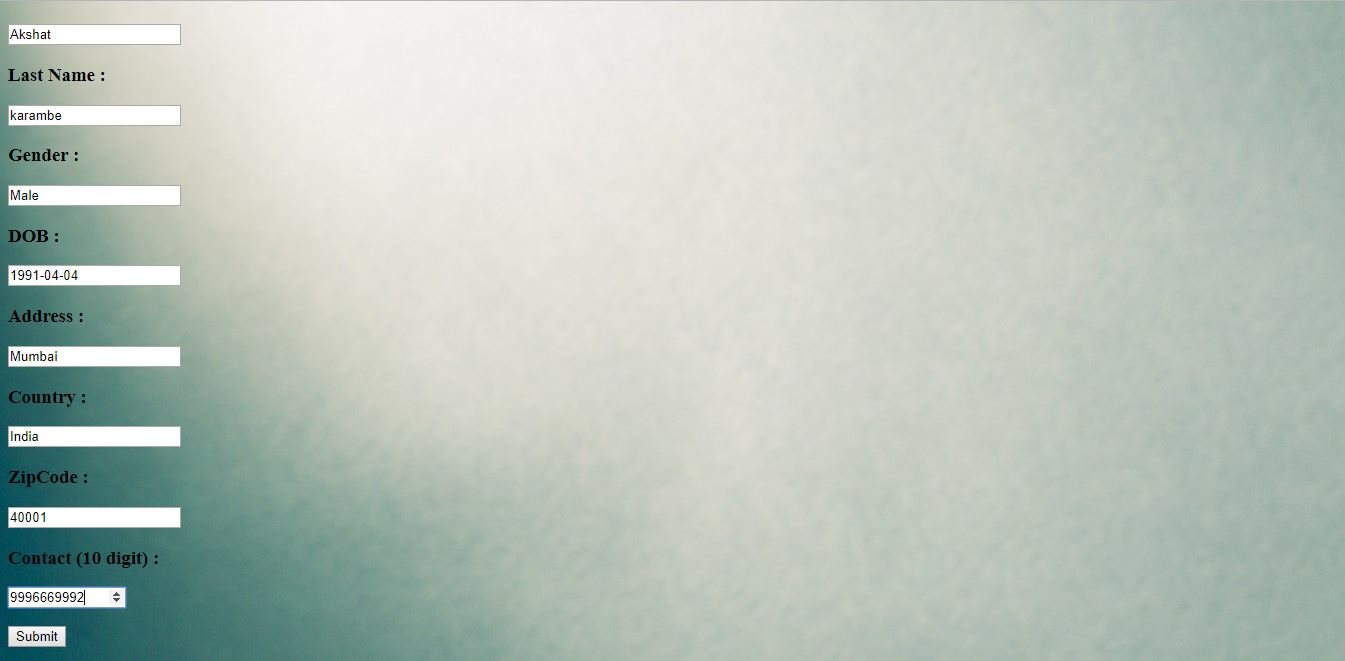 Akshat
Last Name :
karambe
Gender :
Male
DOB :
1991-04-04
Address :
Mumbai
Country :
India
ZipCode :
40001
Contact (10 digit) :
9996669992
Submit